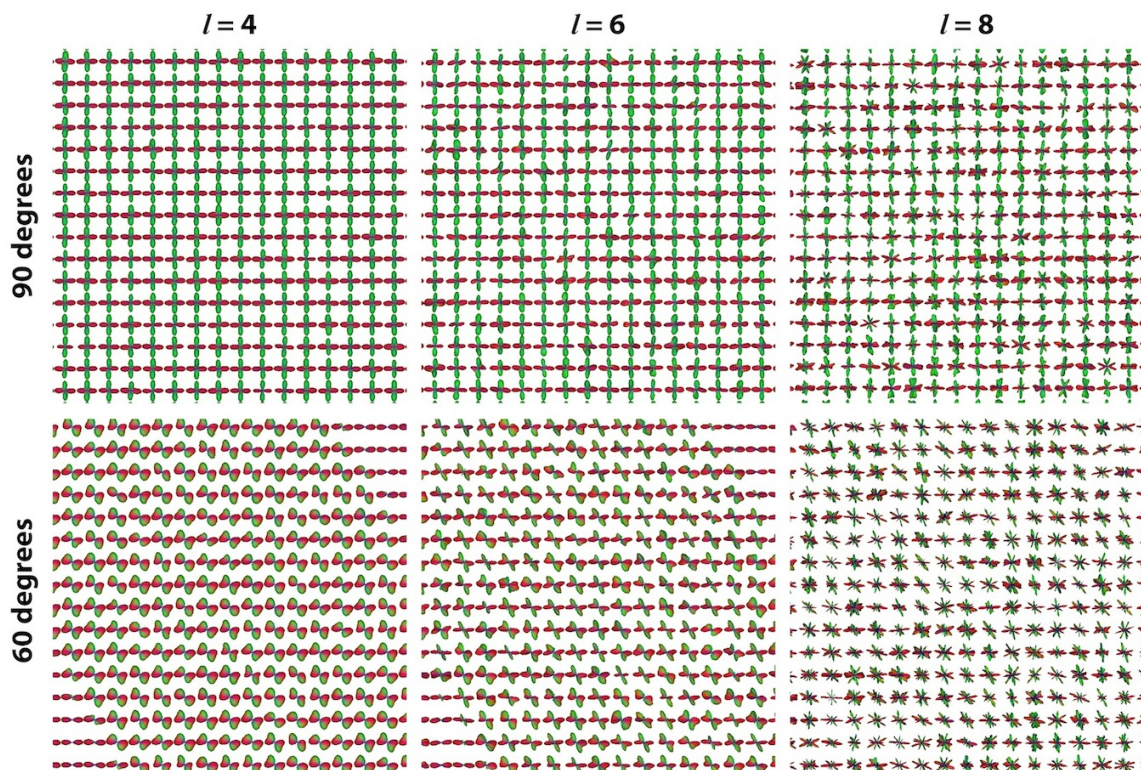 l = 4
l = 6
l = 8
90 degrees
60 degrees